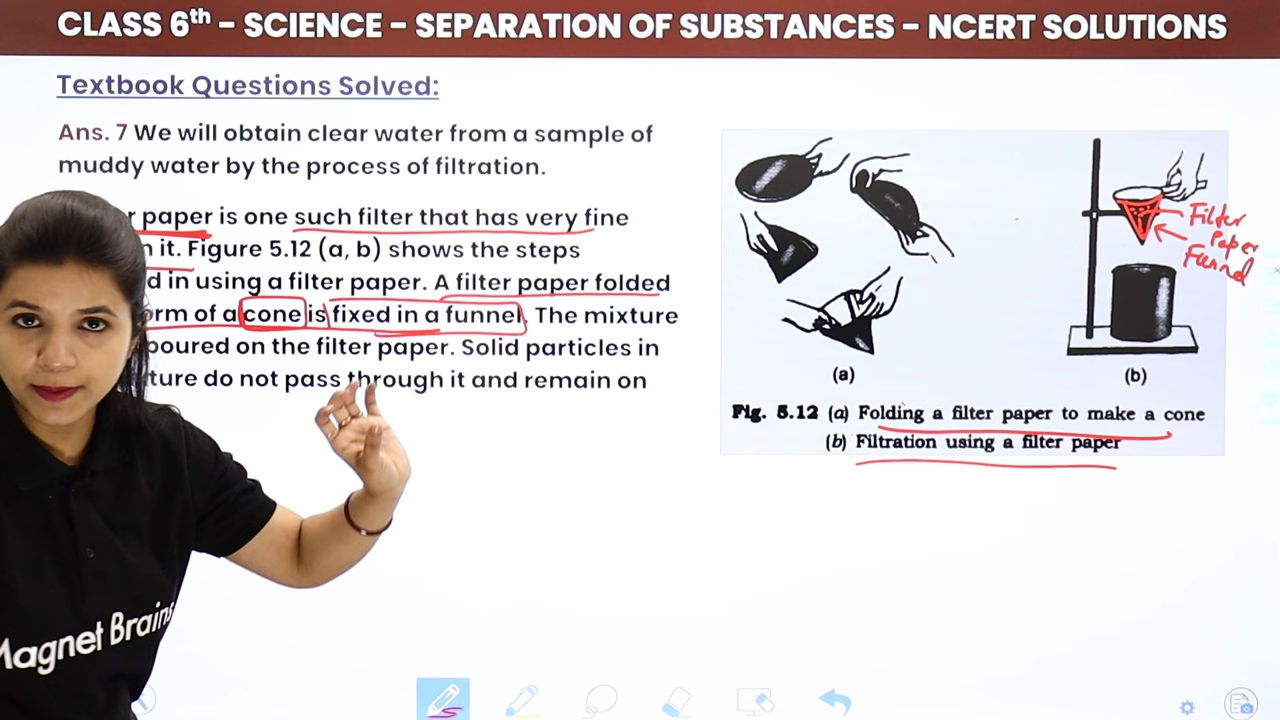 CLASS 6th – SCIENCE – SEPARATION OF SUBSTANCES – NCERT SOLUTIONS
Textbook Questions Solved:
Ans. 7 We will obtain clear water from a sample of
muddy water by the process of filtration.
r paper is one such filter that has very fine
n it. Figure 5.12 (a, b) shows the steps
d in using a filter paper. A filter paper folded
orm of a cone is fixed in a funnel. The mixture
poured on the filter paper. Solid particles in
ture do not pass through it and remain on
Filter
Paper
Funnel
(a)
(b)
Fig. 5.12 (a) Folding a filter paper to make a cone
(b) Filtration using a filter paper
Magnet Brains